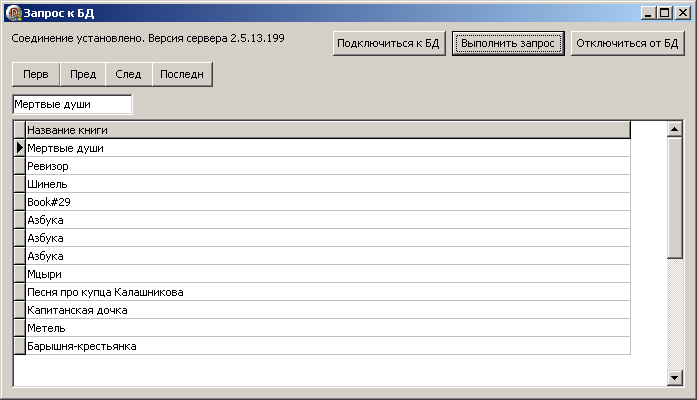 Запрос к БД
Соединение установлено. Версия сервера 2.5.13.199
Подключиться к БД
Выполнить запрос
Отключиться от БД
Перв
Пред
След
Последн
Мертвые души
Название книги
Мертвые души
Ревизор
Шинель
Book#29
Азбука
Азбука
Азбука
Мцыри
Песня про купца Калашникова
Капитанская дочка
Метель
Барышня-крестьянка